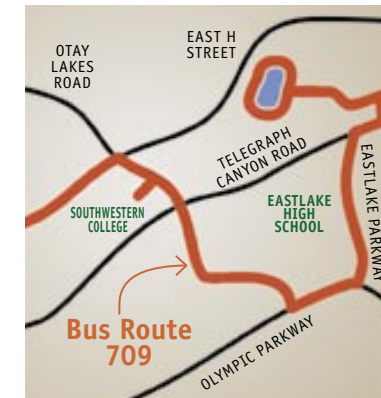 OTAY
LAKES
ROAD
EAST H
STREET
TELEGRAPH
CANYON ROAD
EASTLAKE PARKWAY
SOUTHWESTERN
COLLEGE
EASTLAKE
HIGH
SCHOOL
Bus Route
709
OLYMPIC PARKWAY